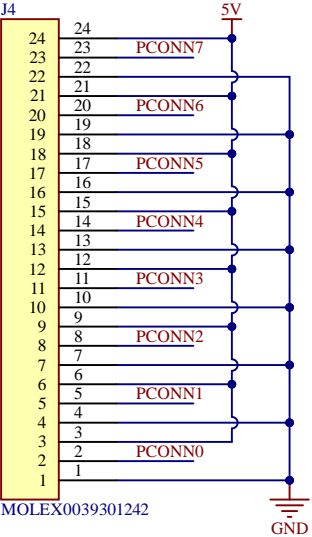 J4
5V
24 24
23 23 PCONN7
22 22
21 21
20 20 PCONN6
19 19
18 18
17 17 PCONN5
16 16
15 15
14 14 PCONN4
13 13
12 12
11 11 PCONN3
10 10
9 9
8 8 PCONN2
7 7
6 6
5 5 PCONN1
4 4
3 3
2 2 PCONN0
1 1
MOLEX0039301242
GND